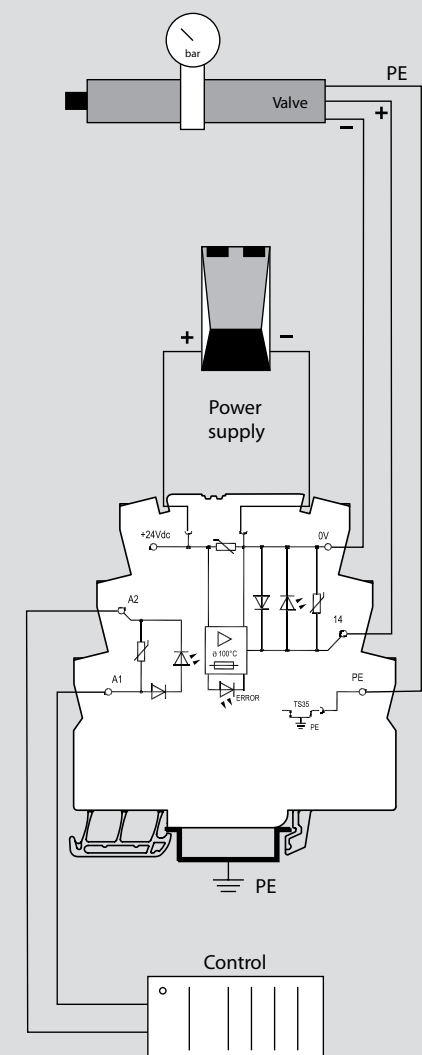 bar
PE
Valve
+
−
+
−
Power
supply
+24Vdc
0V
A2
14
ϑ 100°C
A1
PE
ERROR
TS35
PE
PE
Control